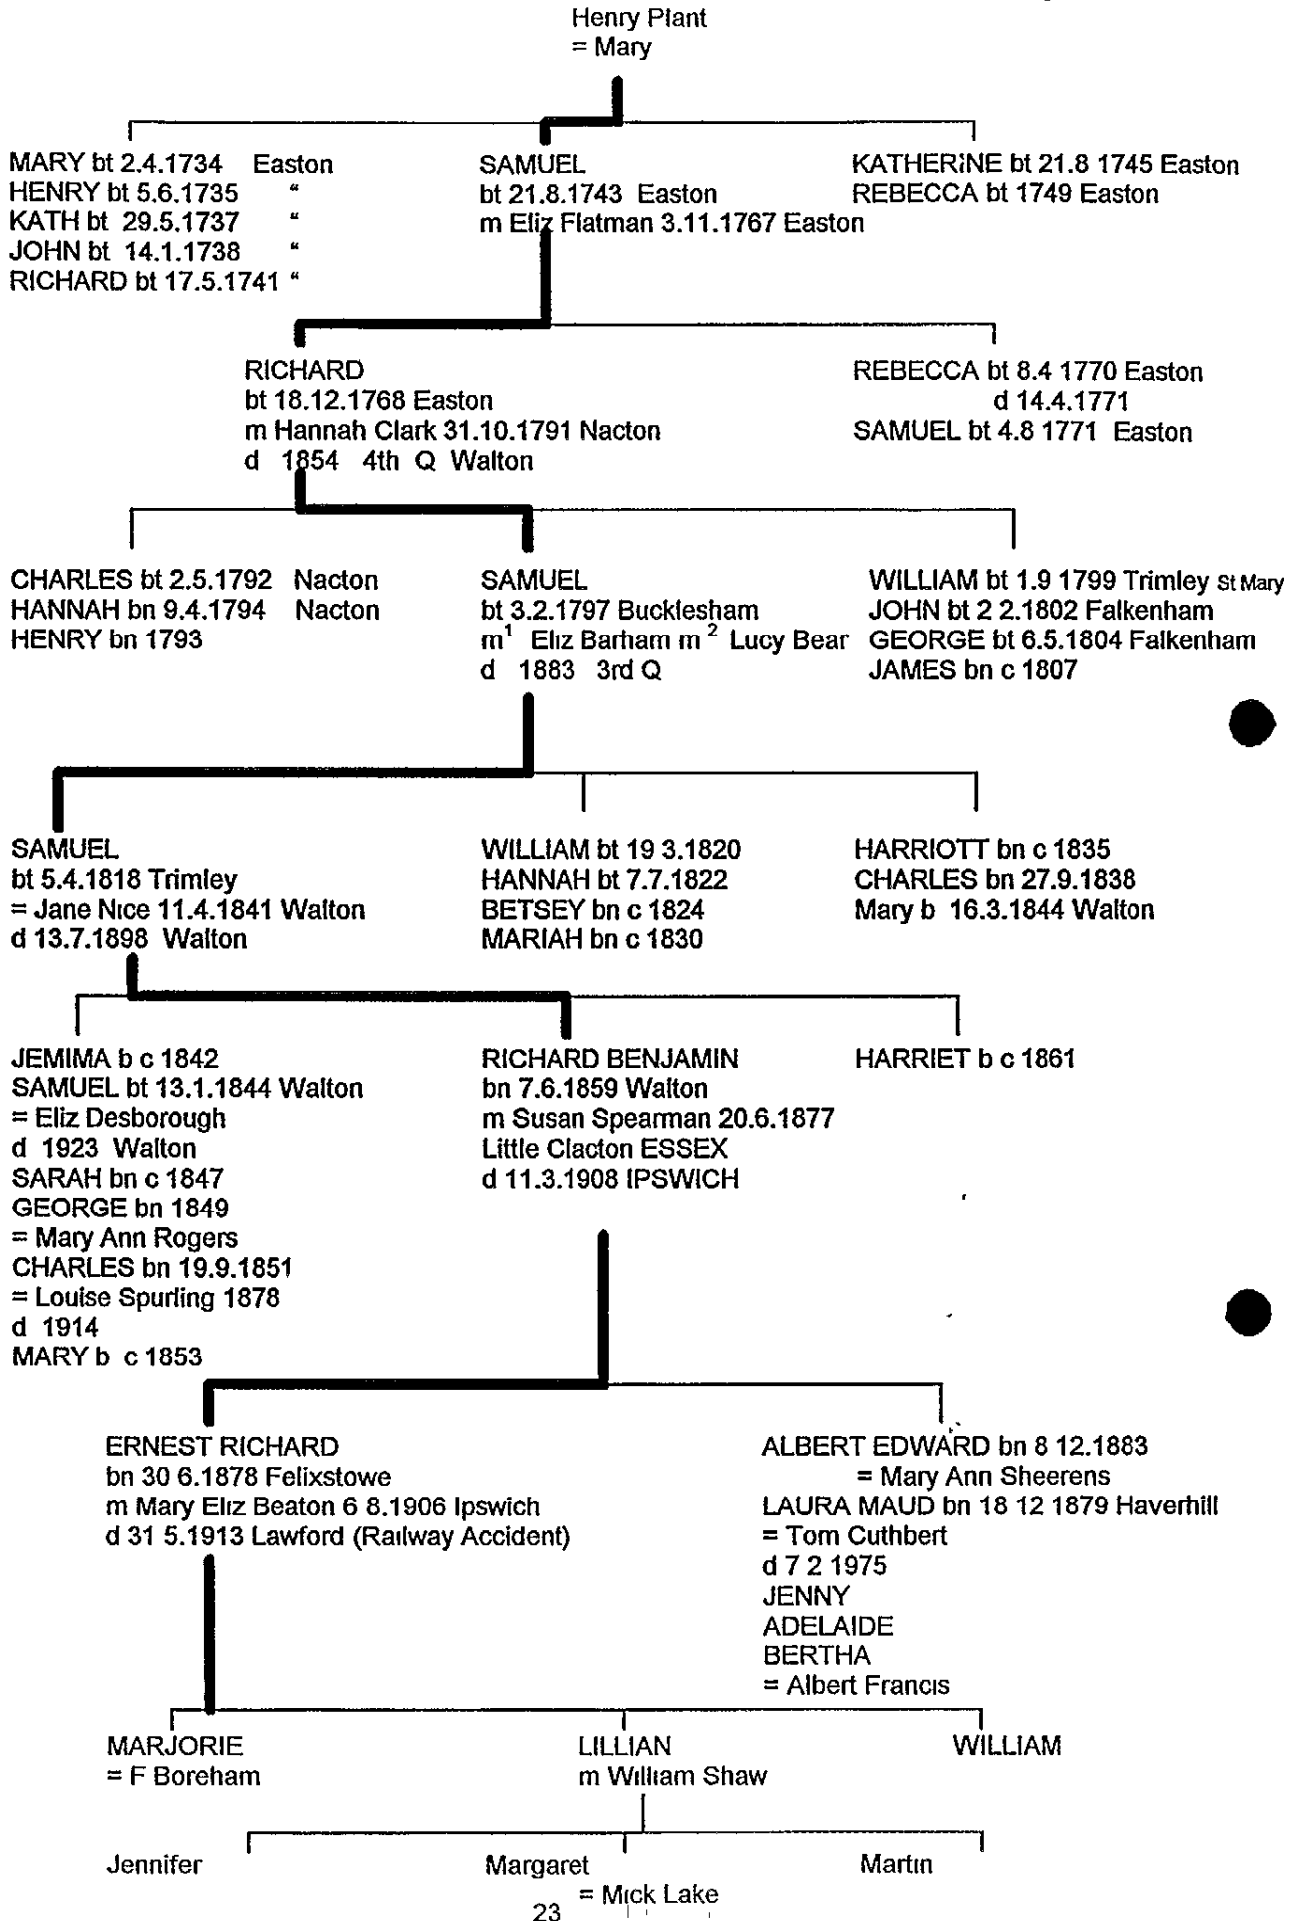 Henry Plant
= Mary
MARY bt 2.4.1734 Easton
HENRY bt 5.6.1735 “
KATH bt 29.5.1737 “
JOHN bt 14.1.1738 “
RICHARD bt 17.5.1741 “
SAMUEL
bt 21.8.1743 Easton
m Eliz Flatman 3.11.1767 Easton
KATHERINE bt 21.8 1745 Easton
REBECCA bt 1749 Easton
RICHARD
bt 18.12.1768 Easton
m Hannah Clark 31.10.1791 Nacton
d 1854 4th Q Walton
REBECCA bt 8.4 1770 Easton
d 14.4.1771
SAMUEL bt 4.8 1771 Easton
CHARLES bt 2.5.1792 Nacton
HANNAH bn 9.4.1794 Nacton
HENRY bn 1793
SAMUEL
bt 3.2.1797 Bucklesham
m¹ Eliz Barham m² Lucy Bear
d 1883 3rd Q
WILLIAM bt 1.9 1799 Trimley St Mary
JOHN bt 2 2.1802 Falkenham
GEORGE bt 6.5.1804 Falkenham
JAMES bn c 1807
SAMUEL
bt 5.4.1818 Trimley
= Jane Nice 11.4.1841 Walton
d 13.7.1898 Walton
WILLIAM bt 19 3.1820
HANNAH bt 7.7.1822
BETSEY bn c 1824
MARIAH bn c 1830
HARRIOTT bn c 1835
CHARLES bn 27.9.1838
Mary b 16.3.1844 Walton
JEMIMA b c 1842
SAMUEL bt 13.1.1844 Walton
= Eliz Desborough
d 1923 Walton
SARAH bn c 1847
GEORGE bn 1849
= Mary Ann Rogers
CHARLES bn 19.9.1851
= Louise Spurling 1878
d 1914
MARY b c 1853
RICHARD BENJAMIN
bn 7.6.1859 Walton
m Susan Spearman 20.6.1877
Little Clacton ESSEX
d 11.3.1908 IPSWICH
HARRIET b c 1861
ERNEST RICHARD
bn 30 6.1878 Felixstowe
m Mary Eliz Beaton 6 8.1906 Ipswich
d 31 5.1913 Lawford (Railway Accident)
ALBERT EDWARD bn 8 12.1883
= Mary Ann Sheerens
LAURA MAUD bn 18 12 1879 Haverhill
= Tom Cuthbert
d 7 2 1975
JENNY
ADELAIDE
BERTHA
= Albert Francis
MARJORIE
= F Boreham
LILLIAN
m William Shaw
WILLIAM
Jennifer
Margaret
= Mick Lake
Martin
23